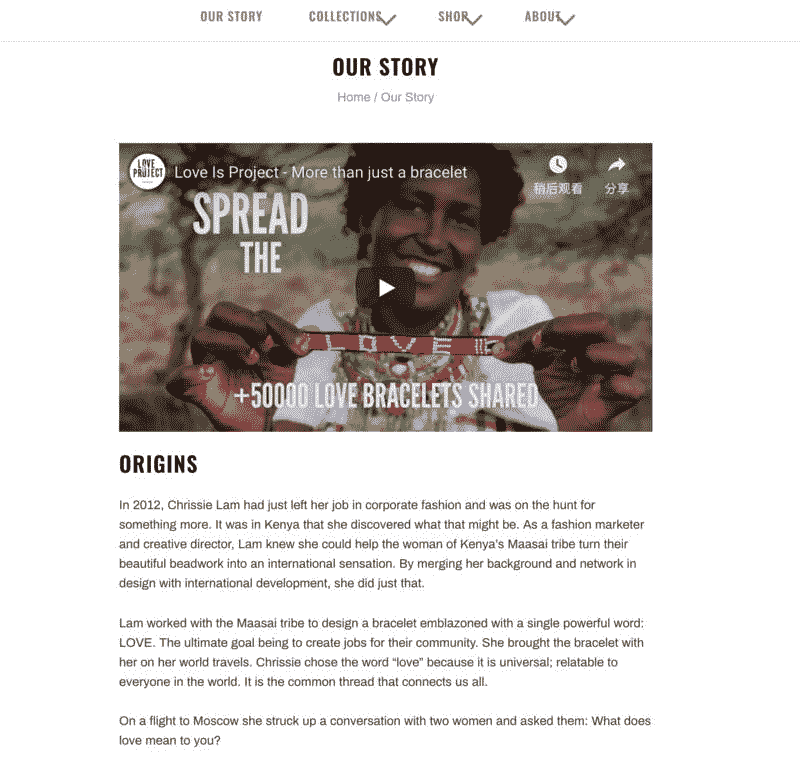 OUR STORY
COLLECTIONS
SHOP
ABOUT
OUR STORY
Home / Our Story
LOVE
PROJECT
Love Is Project - More than just a bracelet
稍后观看
分享
SPREAD
THE
LOVE
+50000 LOVE BRACELETS SHARED
ORIGINS
In 2012, Chrissie Lam had just left her job in corporate fashion and was on the hunt for
something more. It was in Kenya that she discovered what that might be. As a fashion marketer
and creative director, Lam knew she could help the woman of Kenya's Maasai tribe turn their
beautiful beadwork into an international sensation. By merging her background and network in
design with international development, she did just that.
Lam worked with the Maasai tribe to design a bracelet emblazoned with a single powerful word:
LOVE. The ultimate goal being to create jobs for their community. She brought the bracelet with
her on her world travels. Chrissie chose the word “love” because it is universal; relatable to
everyone in the world. It is the common thread that connects us all.
On a flight to Moscow she struck up a conversation with two women and asked them: What does
love mean to you?